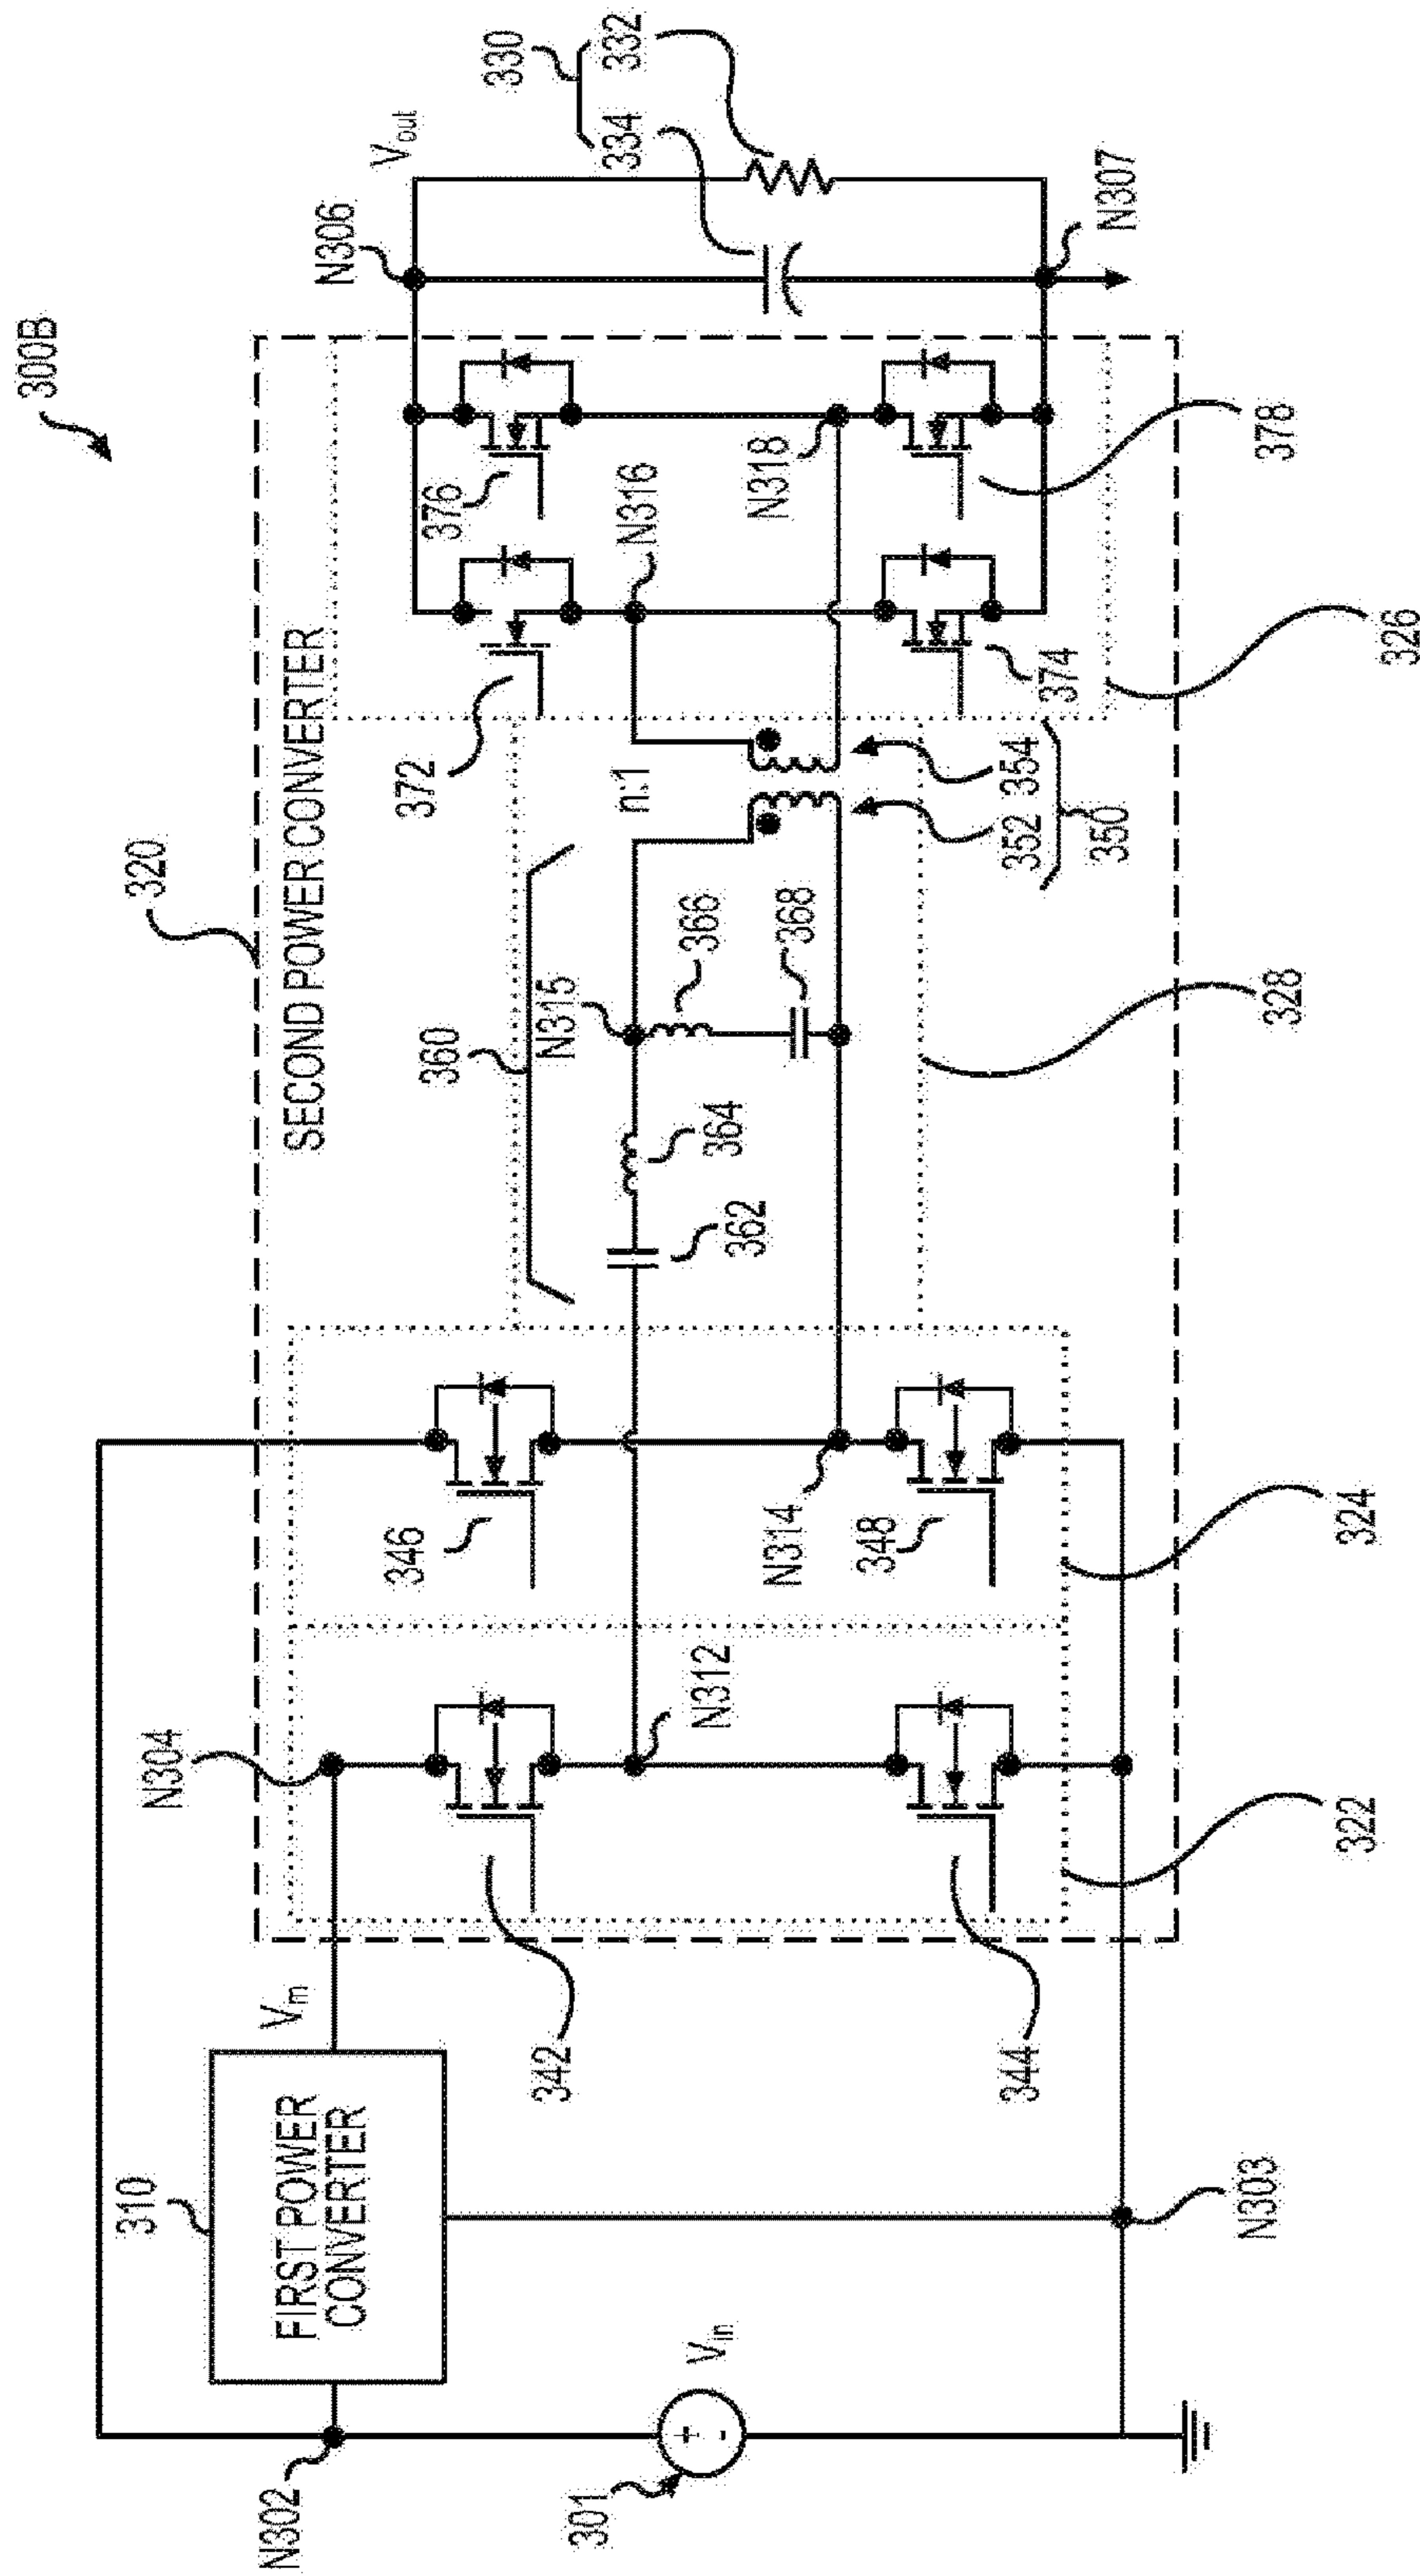 300B
320
SECOND POWER CONVERTER
310
FIRST POWER
CONVERTER
N302
301
+
-
Vin
N303
Vm
N304
342
344
N312
322
346
348
N314
324
360
362
364
N315
366
368
328
n:1
352
354
350
372
374
N316
376
378
N318
326
N306
N307
Vout
330
334
332